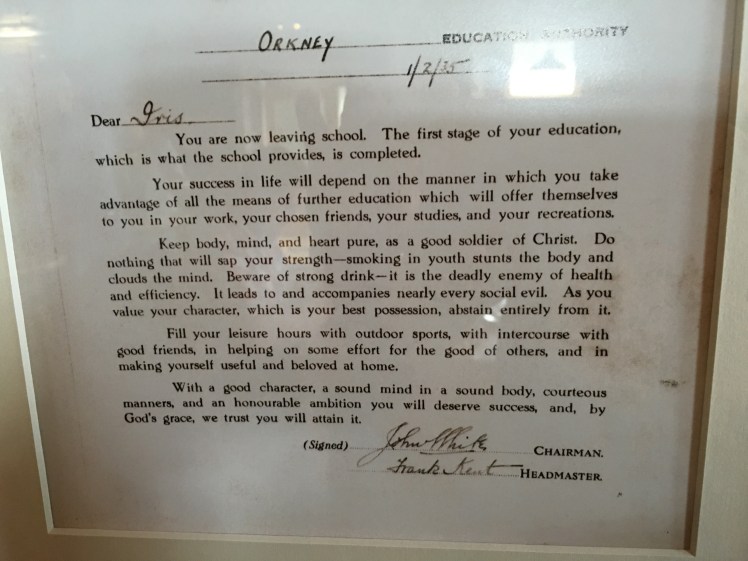 ORKNEY EDUCATION AUTHORITY
1/2/35
Dear Iris
You are now leaving school. The first stage of your education,
which is what the school provides, is completed.
Your success in life will depend on the manner in which you take
advantage of all the means of further education which will offer themselves
to you in your work, your chosen friends, your studies, and your recreations.
Keep body, mind, and heart pure, as a good soldier of Christ. Do
nothing that will sap your strength—smoking in youth stunts the body and
clouds the mind. Beware of strong drink—it is the deadly enemy of health
and efficiency. It leads to and accompanies nearly every social evil. As you
value your character, which is your best possession, abstain entirely from it.
Fill your leisure hours with outdoor sports, with intercourse with
good friends, in helping on some effort for the good of others, and in
making yourself useful and beloved at home.
With a good character, a sound mind in a sound body, courteous
manners, and an honourable ambition you will deserve success, and, by
God's grace, we trust you will attain it.
(Signed) John White CHAIRMAN.
Frank Kent HEADMASTER.